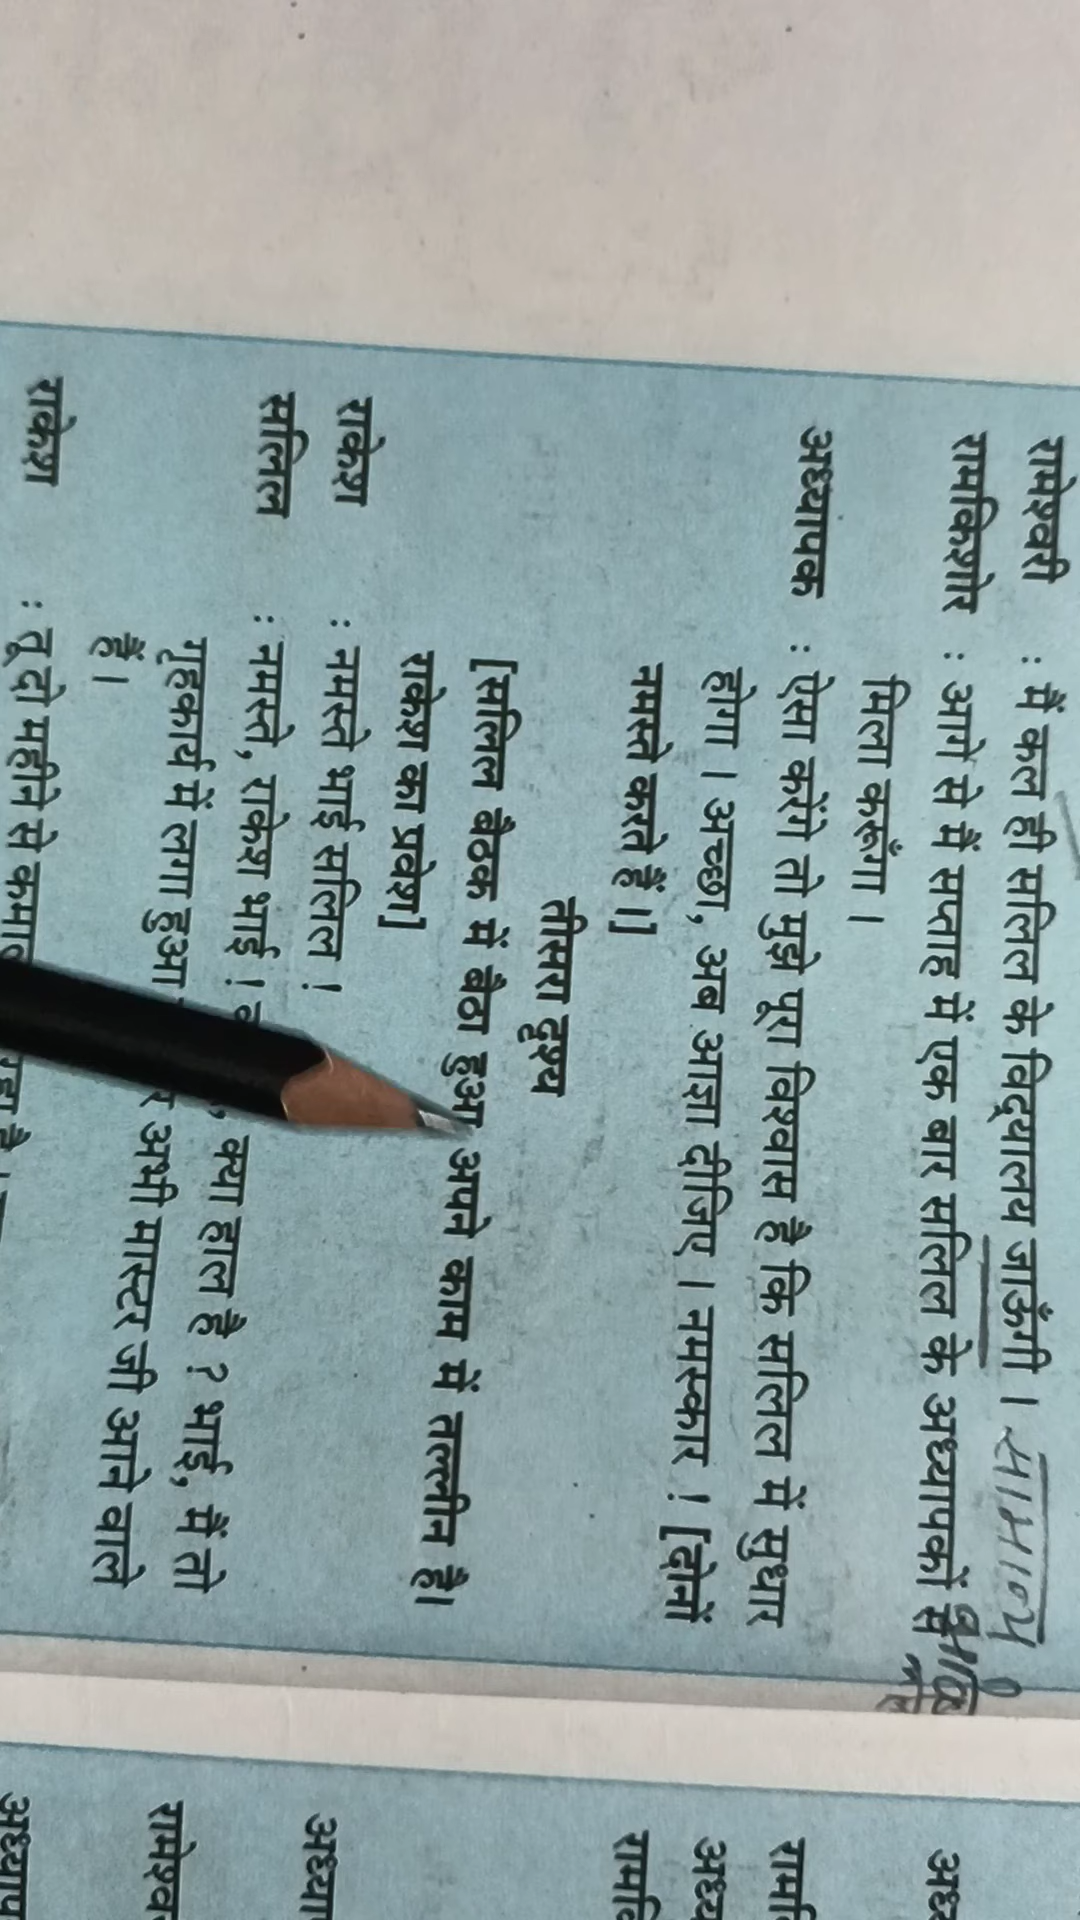 रामेश्वरी : मैं कल ही सलिल के विद्यालय जाऊँगी । सामान्य
रामकिशोर : आगे से मैं सप्ताह में एक बार सलिल के अध्यापकों से
मिला करूँगा ।
अध्यापक : ऐसा करेंगे तो मुझे पूरा विश्वास है कि सलिल में सुधार
होगा । अच्छा, अब आज्ञा दीजिए । नमस्कार ! [दोनों
नमस्ते करते हैं ।]
तीसरा दृश्य
[सलिल बैठक में बैठा हुआ अपने काम में तल्लीन है।
राकेश का प्रवेश]
राकेश : नमस्ते भाई सलिल !
सलिल : नमस्ते, राकेश भाई ! क्या हाल है ? भाई, मैं तो
गृहकार्य में लगा हुआ अभी मास्टर जी आने वाले
हैं ।
राकेश : तू दो महीने से